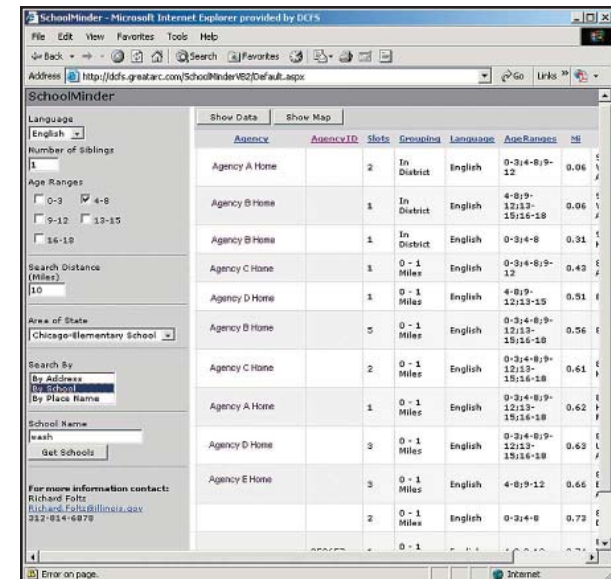 SchoolMinder - Microsoft Internet Explorer provided by DCFS
File Edit View Favorites Tools Help
Back Search Favorites
Address http://dcfs.greatarc.com/SchoolMinderVB2/Default.aspx Go Links »
SchoolMinder
Language
English
Number of Siblings
1
Age Ranges
0-3 4-8
9-12 13-15
16-18
Search Distance
(Miles)
10
Area of State
Chicago-Elementary School
Search By
By Address
By School
By Place Name
School Name
wash
Get Schools
For more information contact:
Richard Foltz
Richard.Foltz@illinois.gov
312-814-6878
Show Data Show Map
Agency AgencyID Slots Grouping Language AgeRanges Mi
Agency A Home 2 In District English 0-3;4-8;9-12 0.06
Agency B Home 1 In District English 4-8;9-12;13-15;16-18 0.06
Agency B Home 1 In District English 0-3;4-8 0.31
Agency C Home 1 0 - 1 Miles English 0-3;4-8;9-12 0.43
Agency D Home 1 0 - 1 Miles English 4-8;9-12;13-15 0.51
Agency B Home 5 0 - 1 Miles English 0-3;4-8;9-12;13-15;16-18 0.56
Agency C Home 2 0 - 1 Miles English 0-3;4-8;9-12;13-15;16-18 0.61
Agency A Home 1 0 - 1 Miles English 0-3;4-8;9-12;13-15;16-18 0.62
Agency D Home 3 0 - 1 Miles English 0-3;4-8;9-12;13-15;16-18 0.63
Agency E Home 3 0 - 1 Miles English 4-8;9-12 0.66
2 0 - 1 Miles English 0-3;4-8 0.73
0 - 1
Error on page. Internet